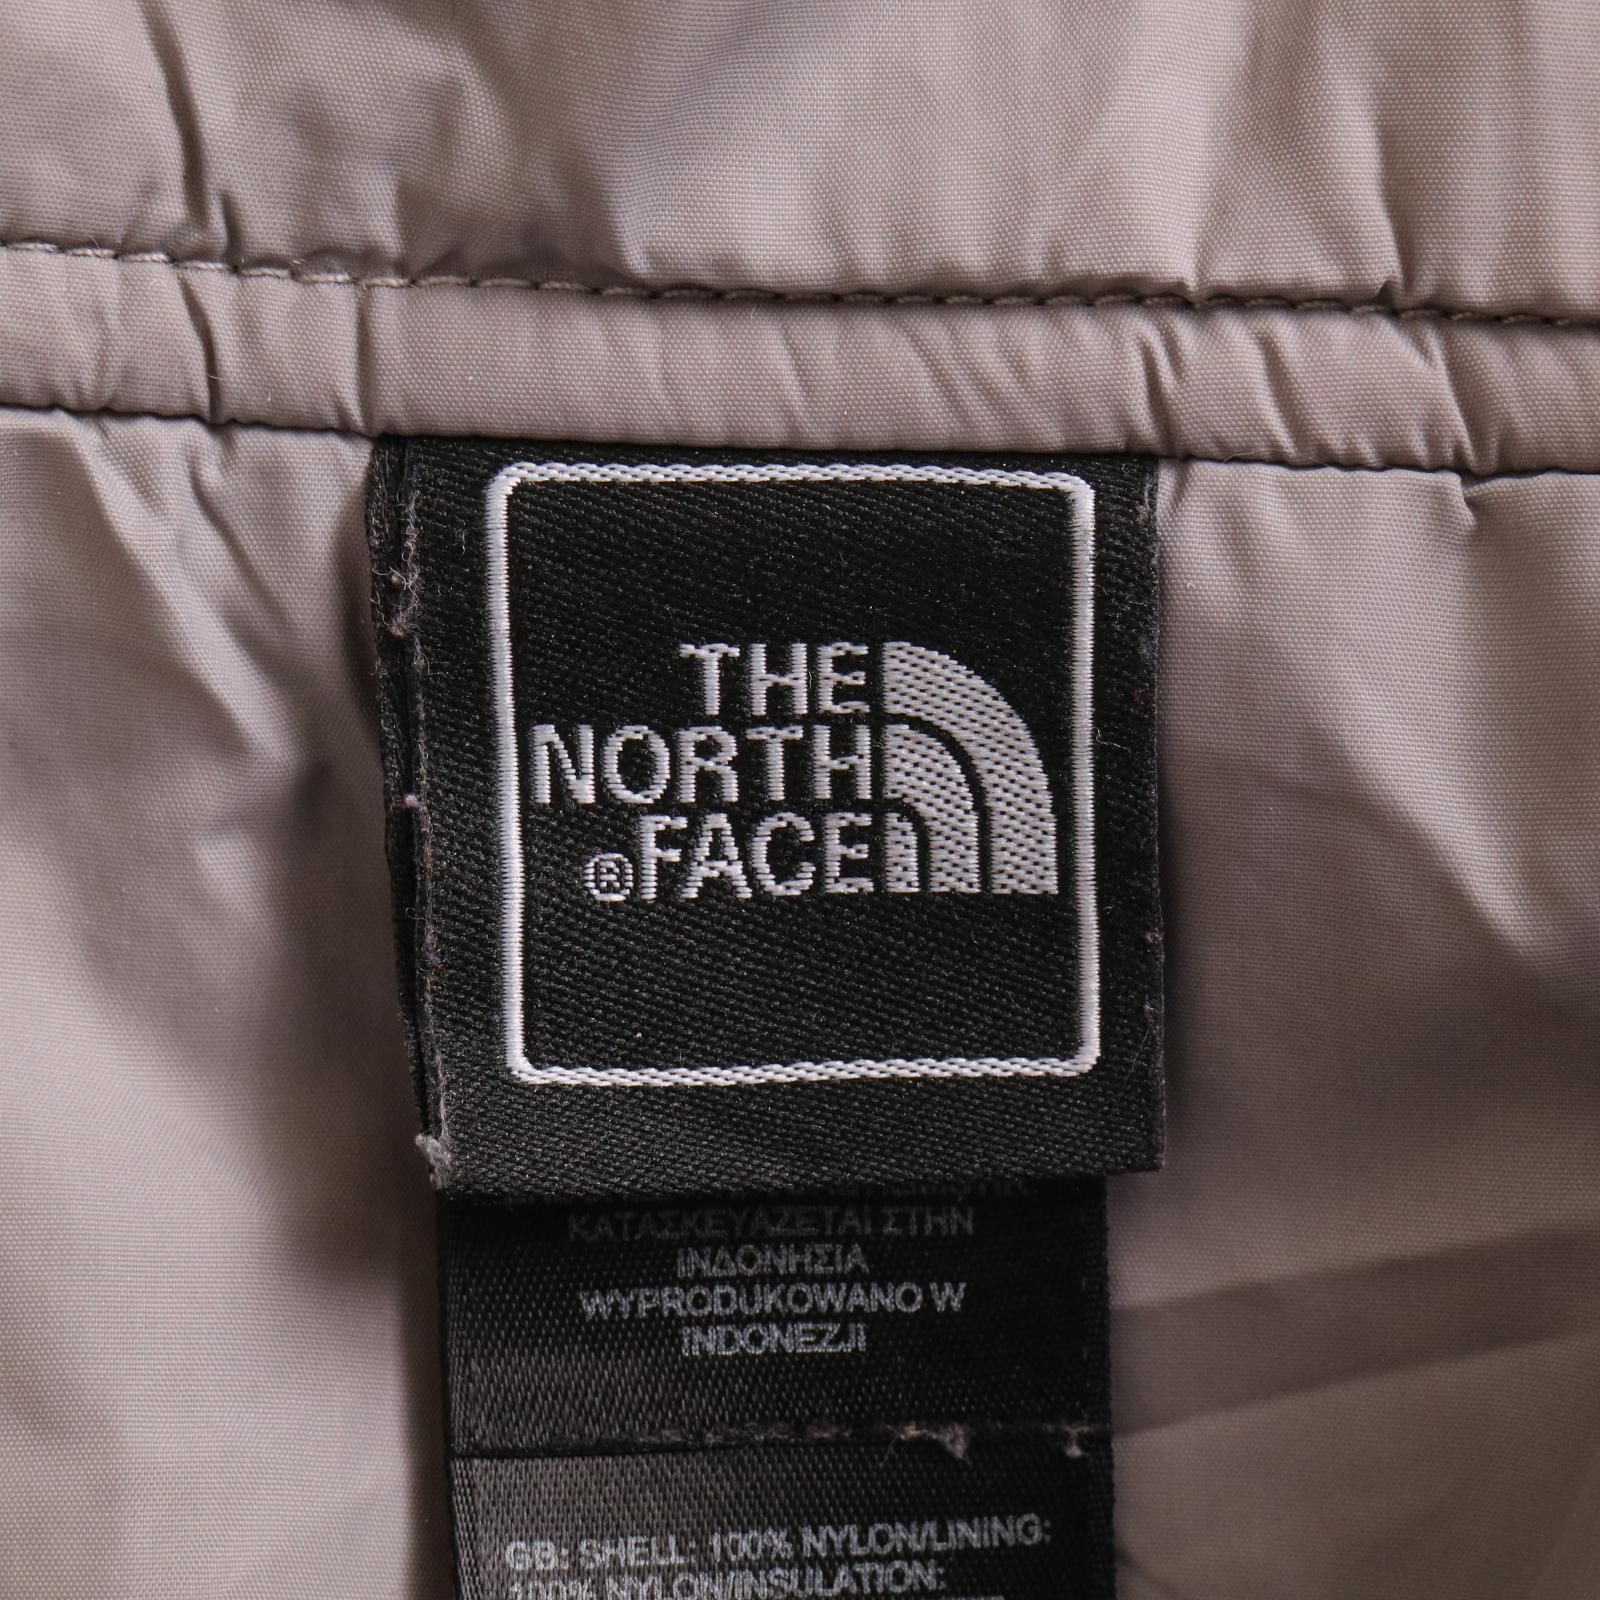 THE
NORTH
®FACE
ΚΑΤΑΣΚΕΥΑΖΕΤΑΙ ΣΤΗΝ
ΙΝΔΟΝΗΣΙΑ
WYPRODUKOWANO W
INDONEZJI
GB: SHELL: 100% NYLON/LINING:
100% NYLON/INSULATION: